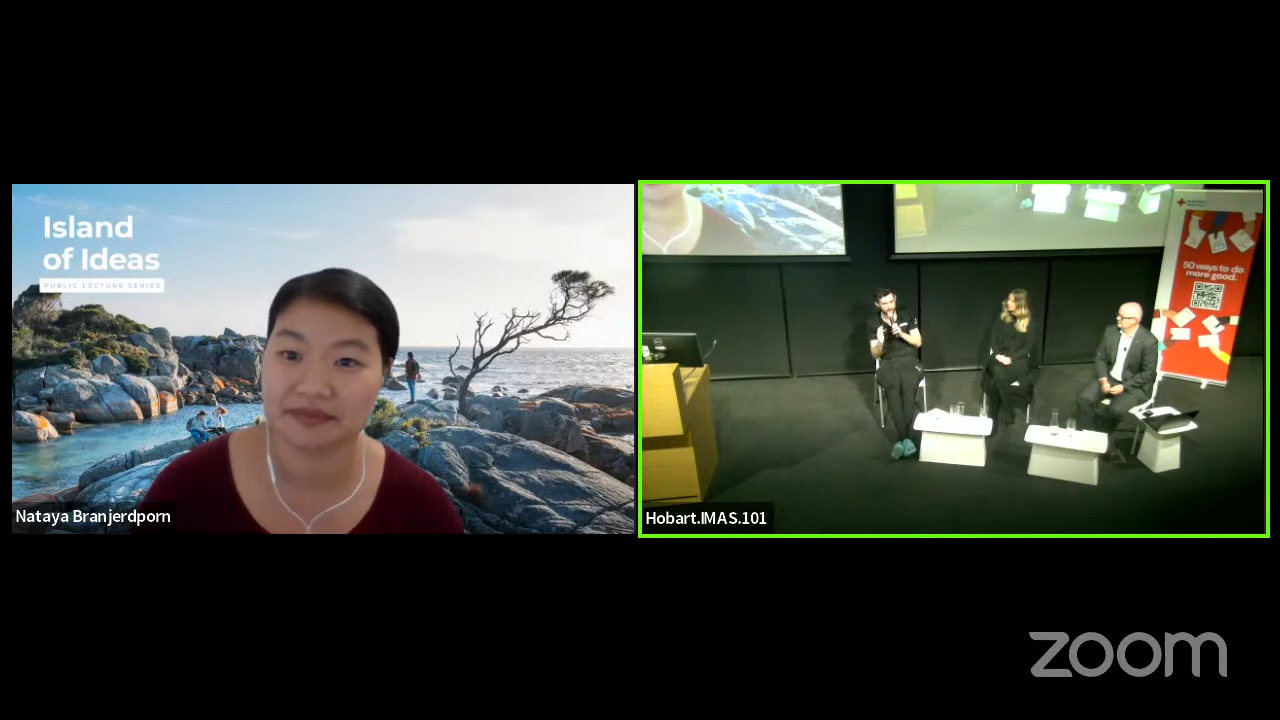 Island
of Ideas
PUBLIC LECTURE SERIES
Nataya Branjerdporn
50 ways to do
more good.
Hobart.IMAS.101
zoom